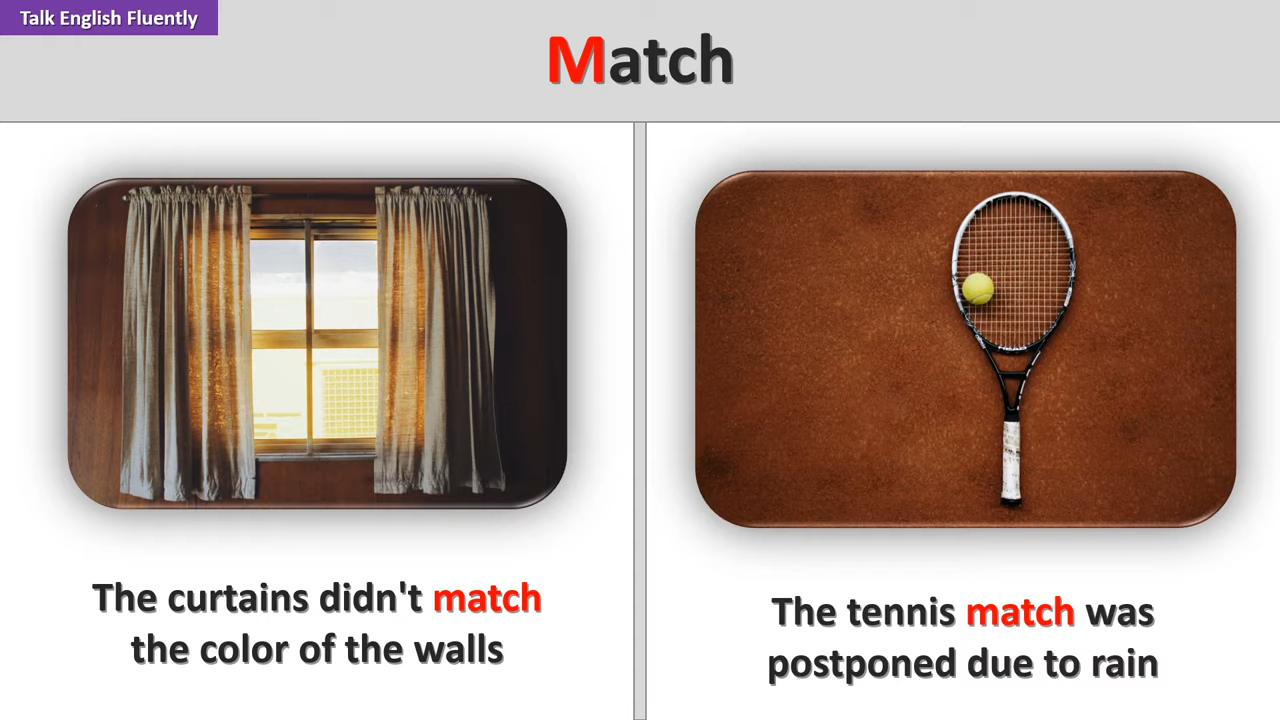 Talk English Fluently
Match
The curtains didn't match
the color of the walls
The tennis match was
postponed due to rain